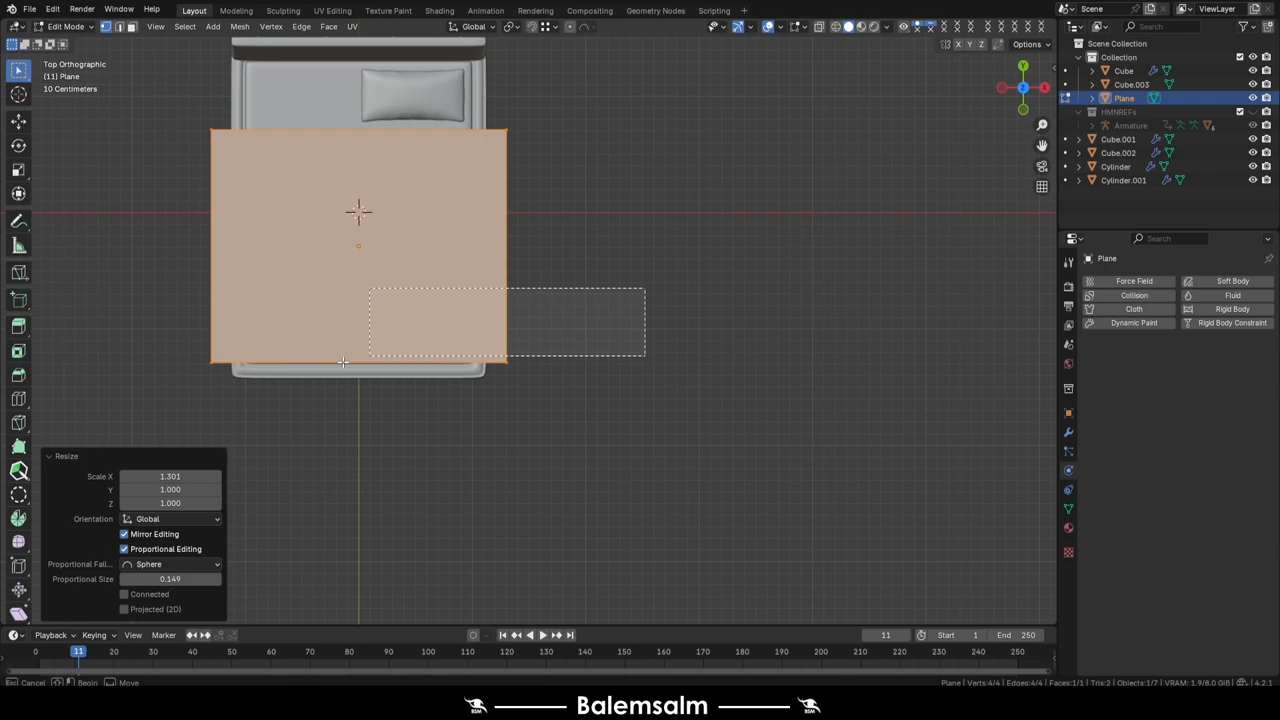 File Edit Render Window Help Layout Modeling Sculpting UV Editing Texture Paint Shading Animation Rendering Compositing Geometry Nodes Scripting Scene ViewLayer
Edit Mode View Select Add Mesh Vertex Edge Face UV Global Search
X Y Z Options
Top Orthographic
(11) Plane
10 Centimeters
Y
X
Z
Scene Collection
Collection
Cube
Cube.003
Plane
HMNREFs
Armature
Cube.001
Cube.002
Cylinder
Cylinder.001
Search
Plane
Force Field Soft Body
Collision Fluid
Cloth Rigid Body
Dynamic Paint Rigid Body Constraint
Resize
Scale X 1.301
Y 1.000
Z 1.000
Orientation Global
Mirror Editing
Proportional Editing
Proportional Fall... Sphere
Proportional Size 0.149
Connected
Projected (2D)
Playback Keying View Marker 11 Start 1 End 250
0 11 20 30 40 50 60 70 80 90 100 110 120 130 140 150 160 170 180 190 200 210 220 230 240 250
Cancel Begin Move Plane | Verts:4/4 | Edges:4/4 | Faces:1/1 | Tris:2 | Objects:1/7 | VRAM: 1.9/8.0 GiB | 4.2.1
Balemsalm
BSM BSM